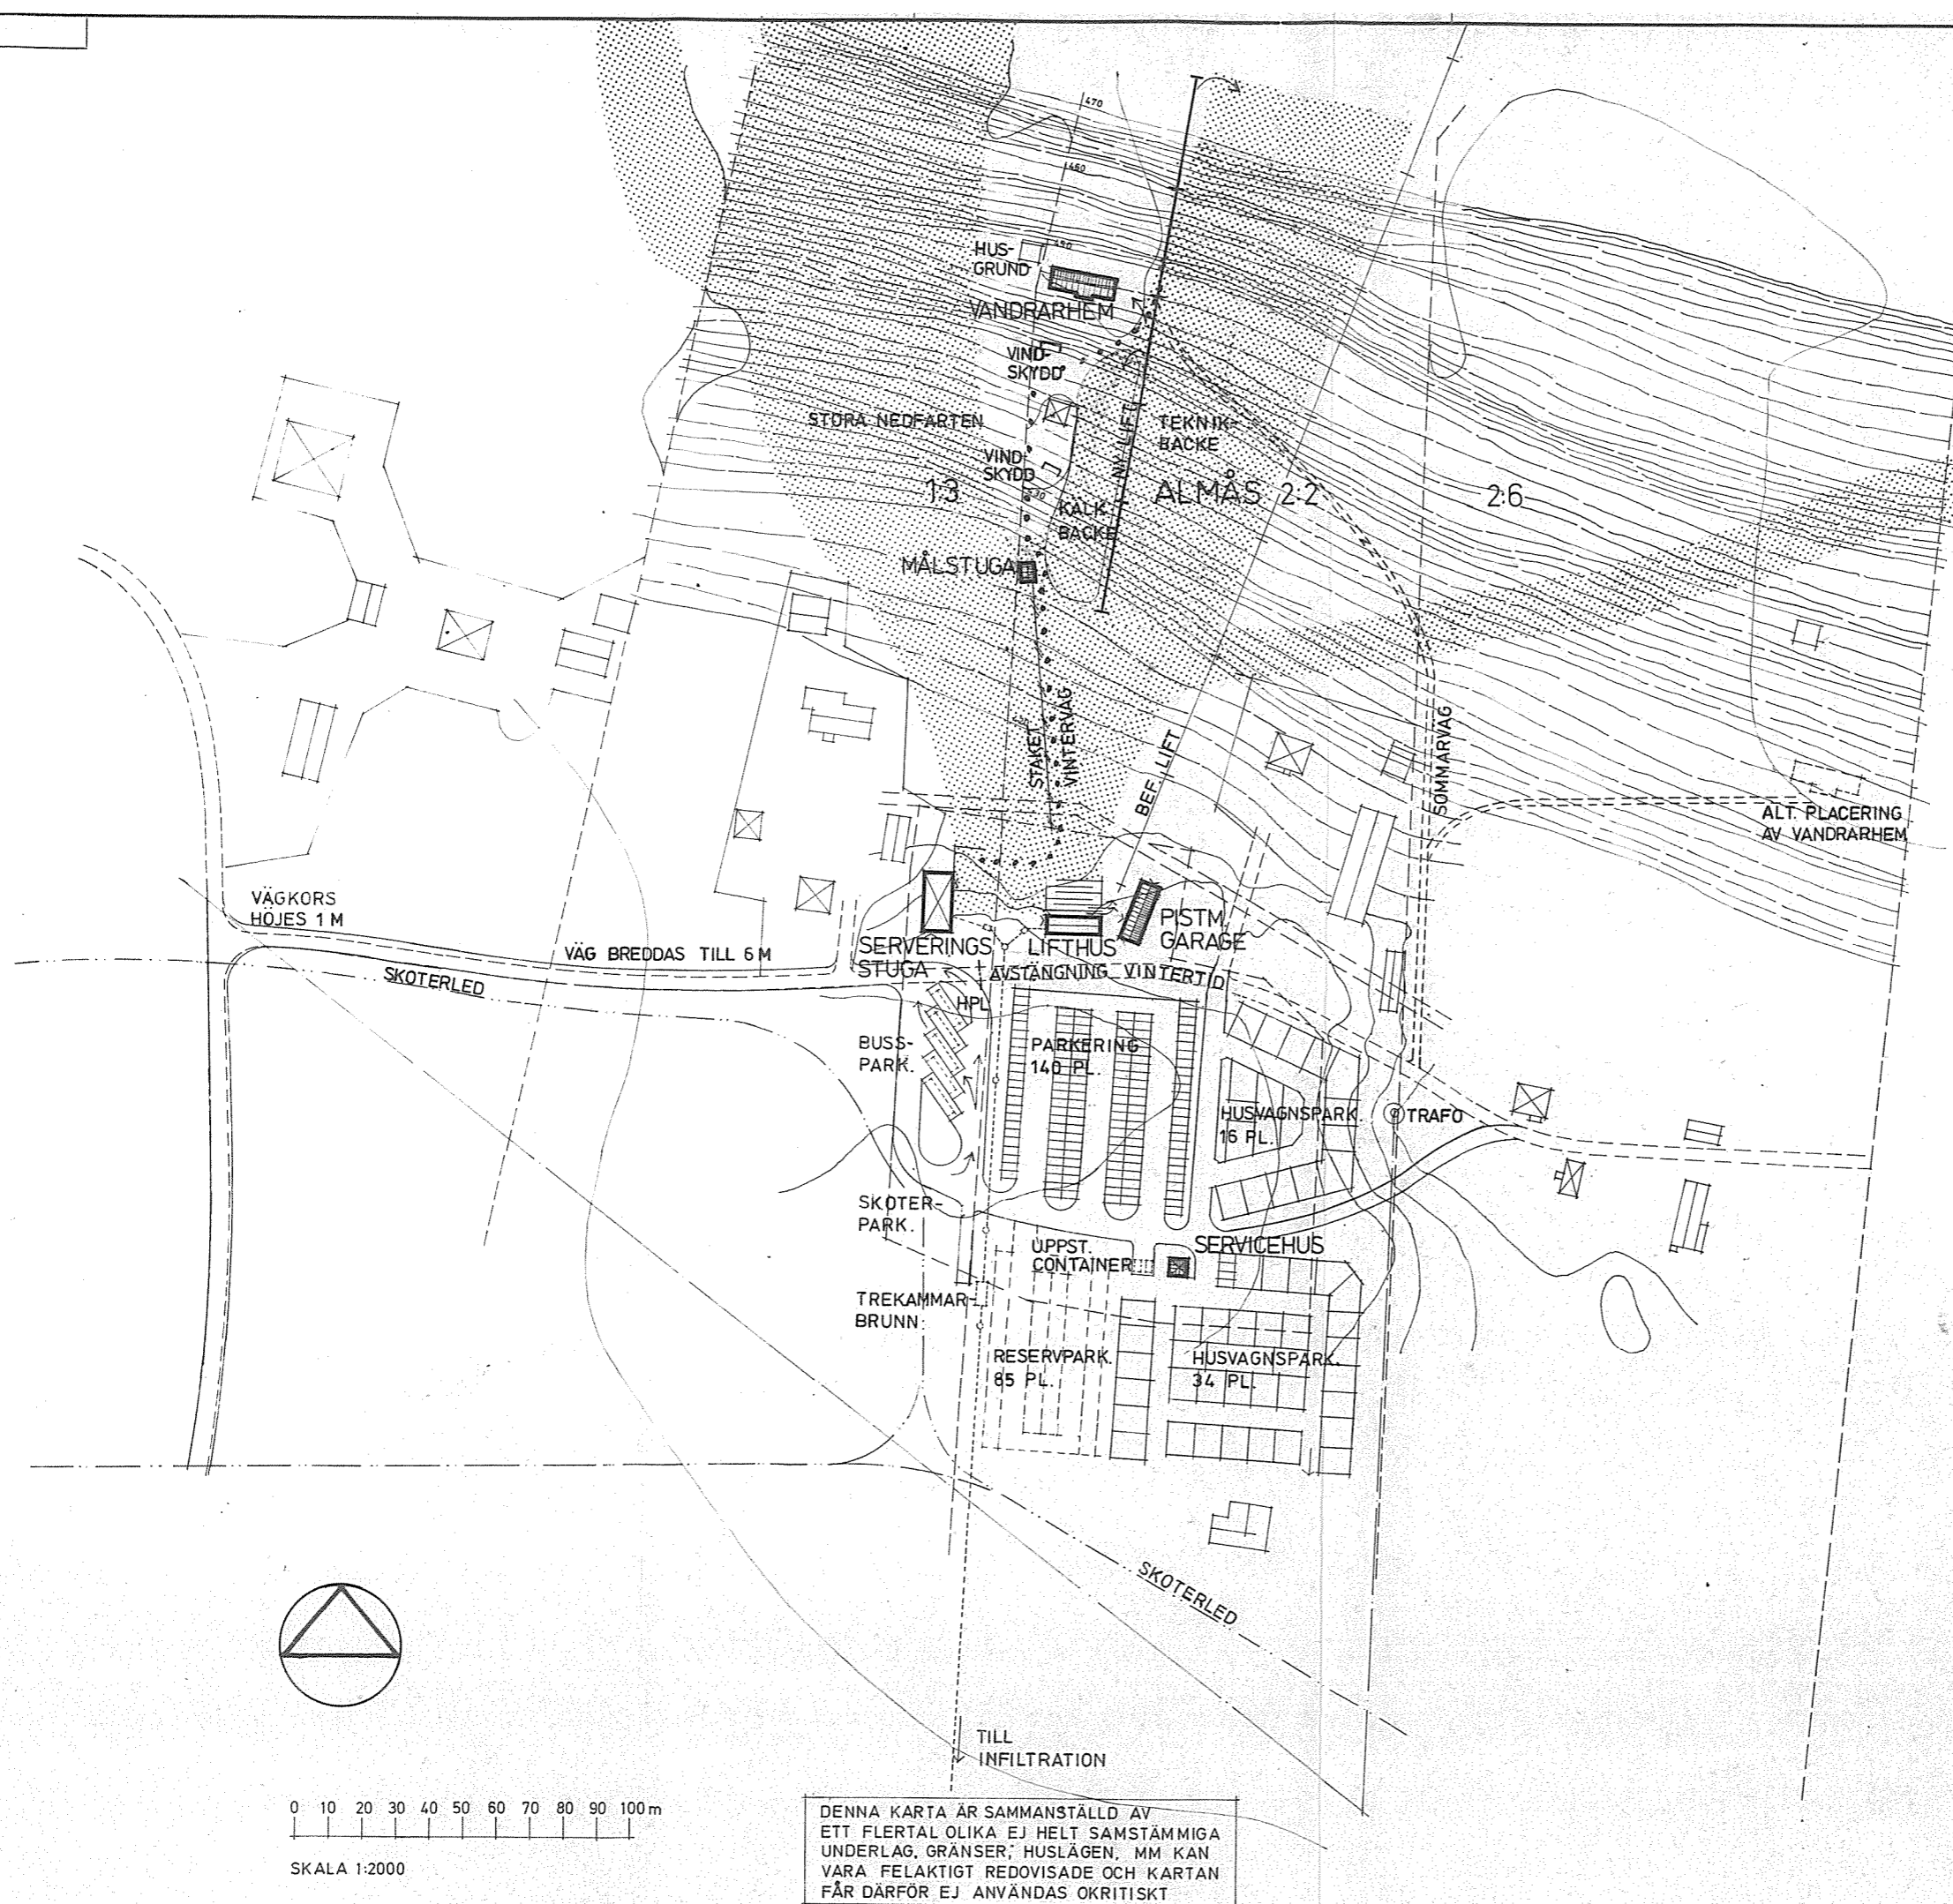 470
460
450
HUS-
GRUND
VANDRARHEM
VIND-
SKYDD
STORA NEDFARTEN
TEKNIK-
BACKE
NY LIFT
VIND-
SKYDD
430
1:3
ALMÅS 2:2
2:6
KALK
BACKE
MÅLSTUGA
STAKET
VINTERVÄG
BEF. LIFT
SOMMARVÄG
ALT. PLACERING
AV VANDRARHEM
VÄGKORS
HÖJES 1 M
VÄG BREDDAS TILL 6 M
SKOTERLED
SERVERINGS
STUGA
LIFTHUS
PISTM.
GARAGE
AVSTÄNGNING VINTERTID
HPL
BUSS-
PARK.
PARKERING
140 PL.
HUSVAGNSPARK.
16 PL.
TRAFO
SKOTER-
PARK.
UPPST.
CONTAINER
SERVICEHUS
TREKAMMAR-
BRUNN
RESERVPARK.
85 PL.
HUSVAGNSPARK.
34 PL.
SKOTERLED
TILL
INFILTRATION
0 10 20 30 40 50 60 70 80 90 100 m
SKALA 1:2000
DENNA KARTA ÄR SAMMANSTÄLLD AV
ETT FLERTAL OLIKA EJ HELT SAMSTÄMMIGA
UNDERLAG, GRÄNSER, HUSLÄGEN, MM KAN
VARA FELAKTIGT REDOVISADE OCH KARTAN
FÅR DÄRFÖR EJ ANVÄNDAS OKRITISKT